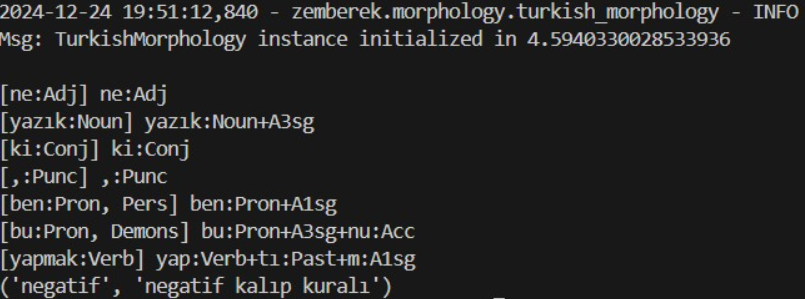 2024-12-24 19:51:12,840 - zemberek.morphology.turkish_morphology - INFO
Msg: TurkishMorphology instance initialized in 4.5940330028533936
[ne:Adj] ne:Adj
[yazık:Noun] yazık:Noun+A3sg
[ki:Conj] ki:Conj
[,:Punc] ,:Punc
[ben:Pron, Pers] ben:Pron+A1sg
[bu:Pron, Demons] bu:Pron+A3sg+nu:Acc
[yapmak:Verb] yap:Verb+tı:Past+m:A1sg
('negatif', 'negatif kalıp kuralı')